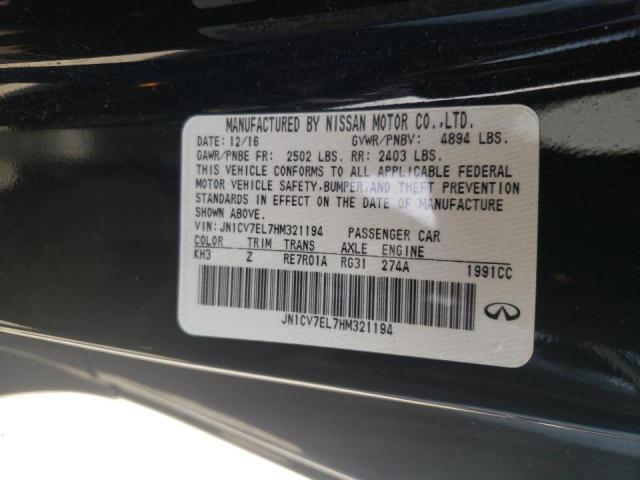 MANUFACTURED BY NISSAN MOTOR CO.,LTD.
DATE: 12/16 GVWR/PNBV: 4894 LBS.
GAWR/PNBE FR: 2502 LBS. RR: 2403 LBS.
THIS VEHICLE CONFORMS TO ALL APPLICABLE FEDERAL
MOTOR VEHICLE SAFETY,BUMPER,AND THEFT PREVENTION
STANDARDS IN EFFECT ON THE DATE OF MANUFACTURE
SHOWN ABOVE.
VIN: JN1CV7EL7HM321194 PASSENGER CAR
COLOR TRIM TRANS AXLE ENGINE
KH3 Z RE7R01A RG31 274A 1991CC
JN1CV7EL7HM321194